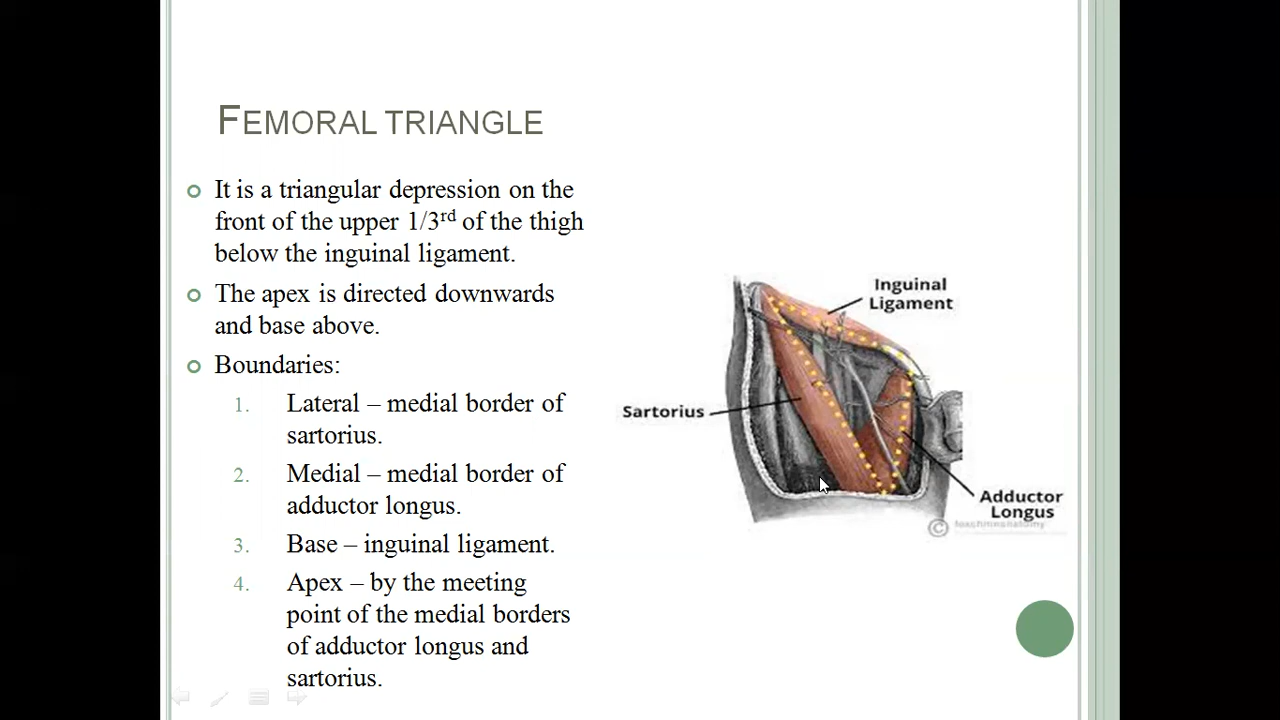 FEMORAL TRIANGLE
It is a triangular depression on the
front of the upper 1/3rd of the thigh
below the inguinal ligament.
The apex is directed downwards
and base above.
Boundaries:
1. Lateral – medial border of
sartorius.
2. Medial – medial border of
adductor longus.
3. Base – inguinal ligament.
4. Apex – by the meeting
point of the medial borders
of adductor longus and
sartorius.
Inguinal
Ligament
Sartorius
Adductor
Longus
© teachmeanatomy